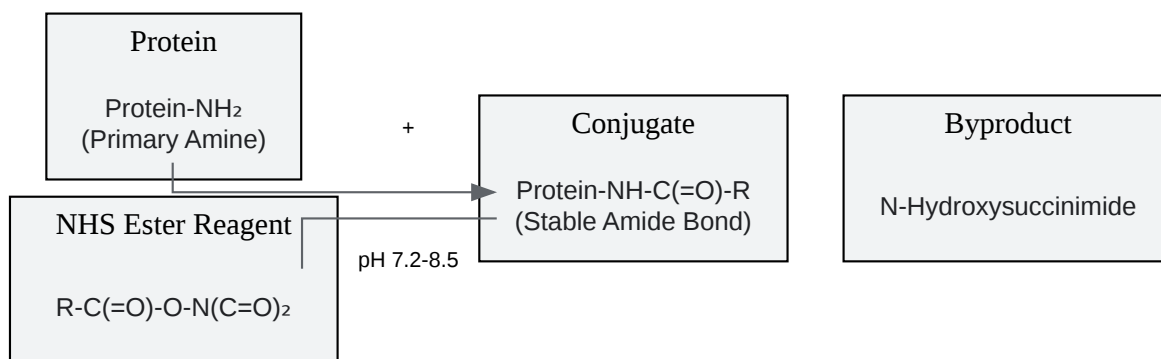 Protein
Protein-NH₂
(Primary Amine)
+
NHS Ester Reagent
R-C(=O)-O-N(C=O)₂
pH 7.2-8.5
Conjugate
Protein-NH-C(=O)-R
(Stable Amide Bond)
Byproduct
N-Hydroxysuccinimide